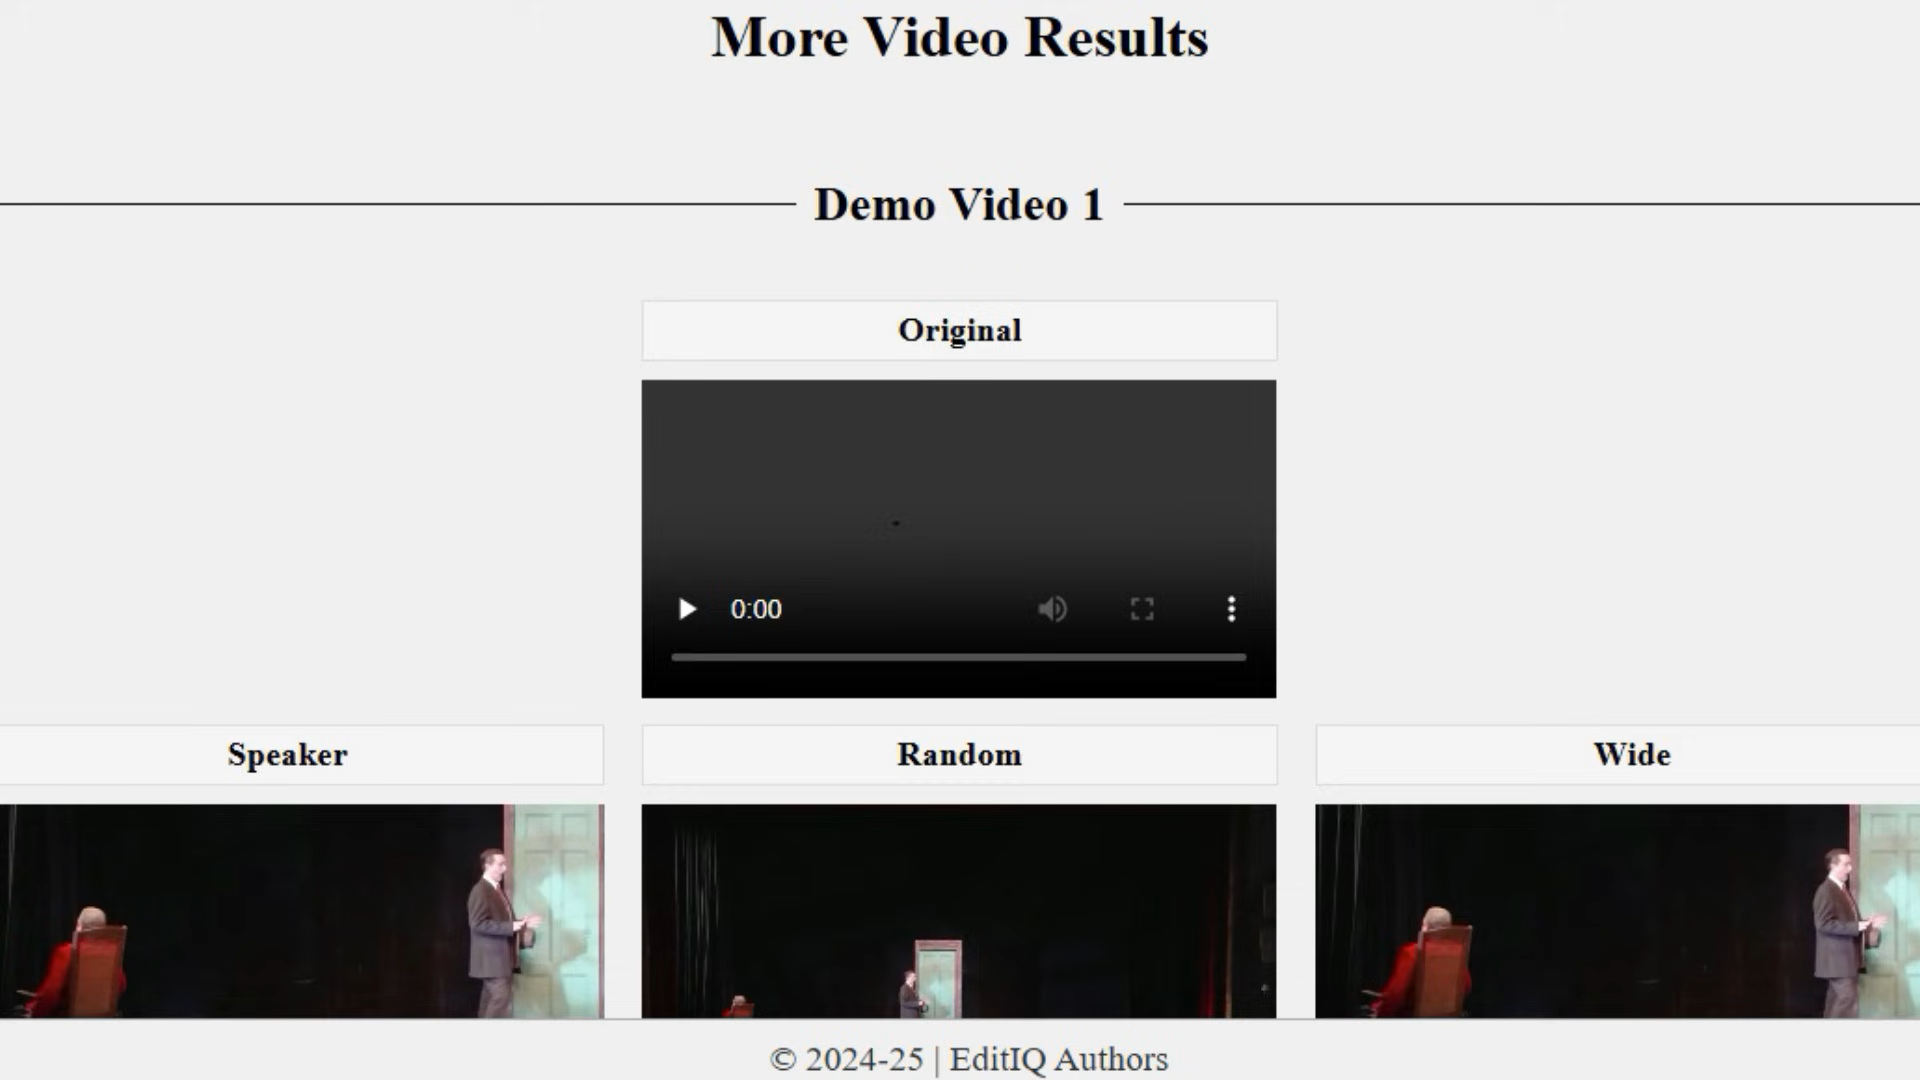 More Video Results
Demo Video 1
Original
0:00
Speaker
Random
Wide
© 2024-25 | EditIQ Authors